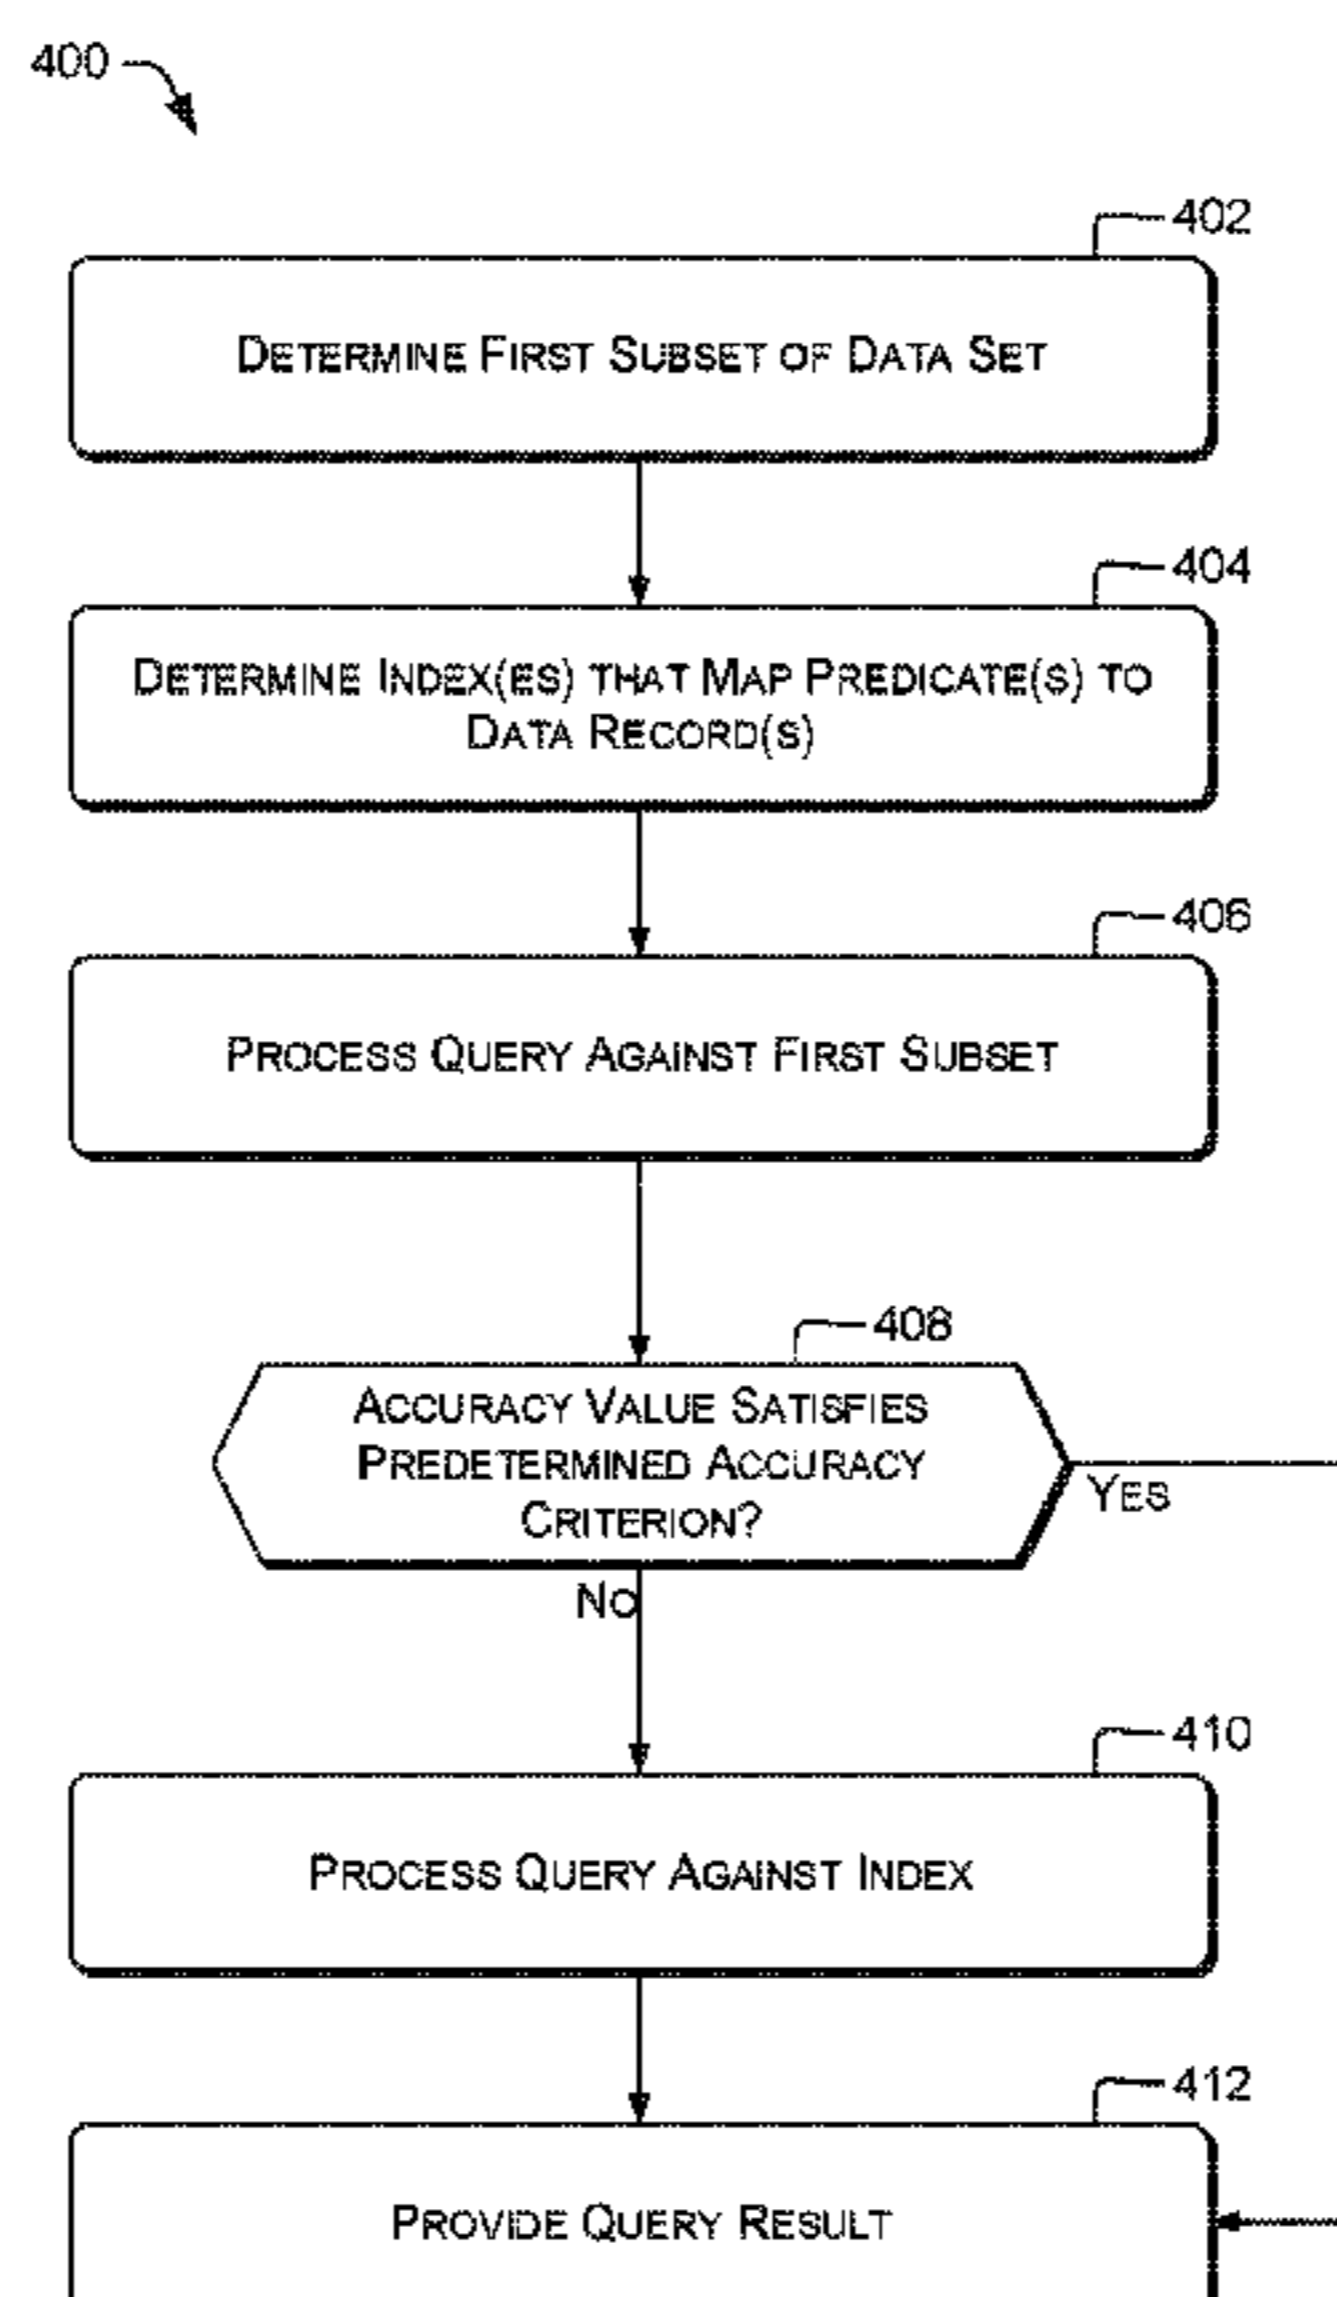 400
402
DETERMINE FIRST SUBSET OF DATA SET
404
DETERMINE INDEX(ES) THAT MAP PREDICATE(S) TO
DATA RECORD(S)
406
PROCESS QUERY AGAINST FIRST SUBSET
408
ACCURACY VALUE SATISFIES
PREDETERMINED ACCURACY
CRITERION?
YES
NO
410
PROCESS QUERY AGAINST INDEX
412
PROVIDE QUERY RESULT